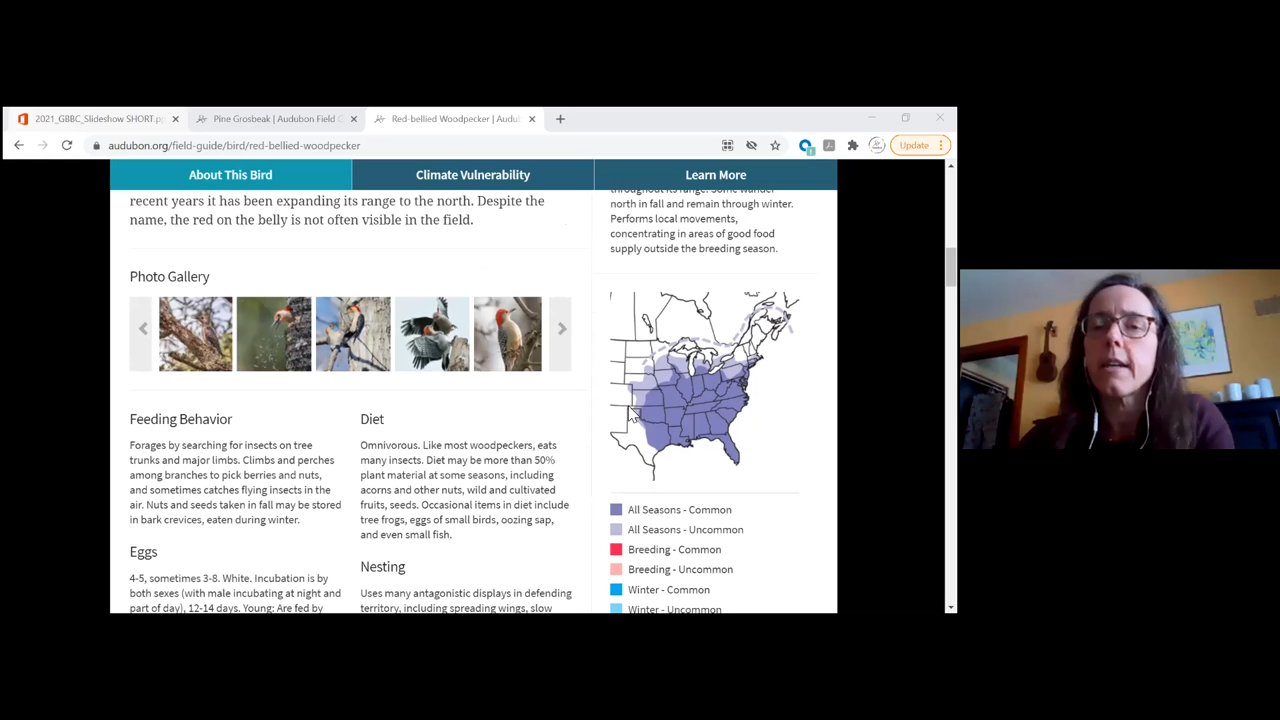 2021_GBBC_Slideshow SHORT.pp
Pine Grosbeak | Audubon Field G
Red-bellied Woodpecker | Audu
audubon.org/field-guide/bird/red-bellied-woodpecker
Update
About This Bird
Climate Vulnerability
Learn More
recent years it has been expanding its range to the north. Despite the
name, the red on the belly is not often visible in the field.
throughout its range. Some wander
north in fall and remain through winter.
Performs local movements,
concentrating in areas of good food
supply outside the breeding season.
Photo Gallery
Feeding Behavior
Forages by searching for insects on tree
trunks and major limbs. Climbs and perches
among branches to pick berries and nuts,
and sometimes catches flying insects in the
air. Nuts and seeds taken in fall may be stored
in bark crevices, eaten during winter.
Eggs
4-5, sometimes 3-8. White. Incubation is by
both sexes (with male incubating at night and
part of day), 12-14 days. Young: Are fed by
Diet
Omnivorous. Like most woodpeckers, eats
many insects. Diet may be more than 50%
plant material at some seasons, including
acorns and other nuts, wild and cultivated
fruits, seeds. Occasional items in diet include
tree frogs, eggs of small birds, oozing sap,
and even small fish.
Nesting
Uses many antagonistic displays in defending
territory, including spreading wings, slow
All Seasons - Common
All Seasons - Uncommon
Breeding - Common
Breeding - Uncommon
Winter - Common
Winter - Uncommon